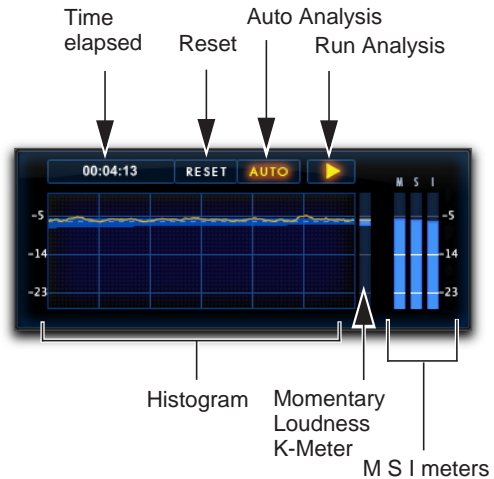 Time
elapsed
Reset
Auto Analysis
Run Analysis
00:04:13
RESET
AUTO
M S I
-5
-14
-23
-5
-14
-23
Histogram
Momentary
Loudness
K-Meter
M S I meters